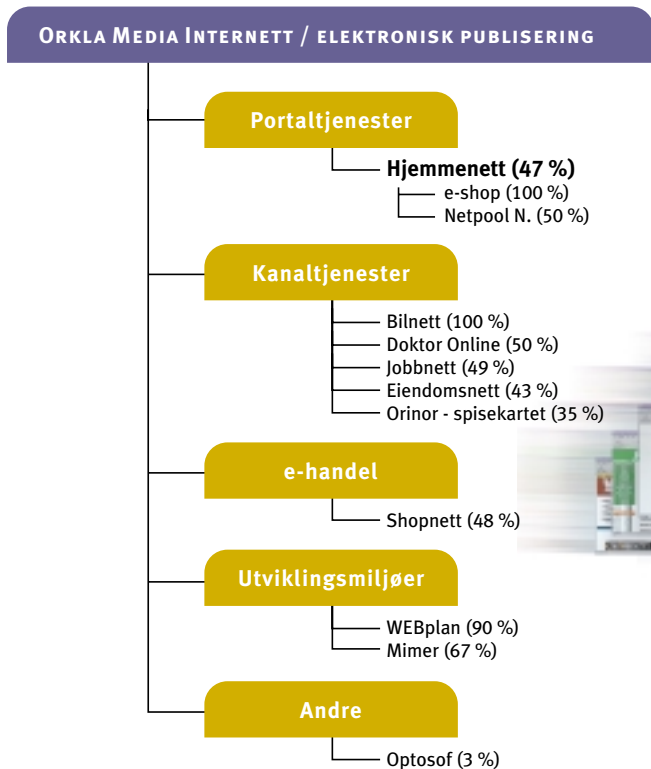 Orkla Media Internett / elektronisk publisering
Portaltjenester
Hjemmenett (47 %)
e-shop (100 %)
Netpool N. (50 %)
Kanaltjenester
Bilnett (100 %)
Doktor Online (50 %)
Jobbnett (49 %)
Eiendomsnett (43 %)
Orinor - spisekartet (35 %)
e-handel
Shopnett (48 %)
Utviklingsmiljøer
WEBplan (90 %)
Mimer (67 %)
Andre
Optosof (3 %)